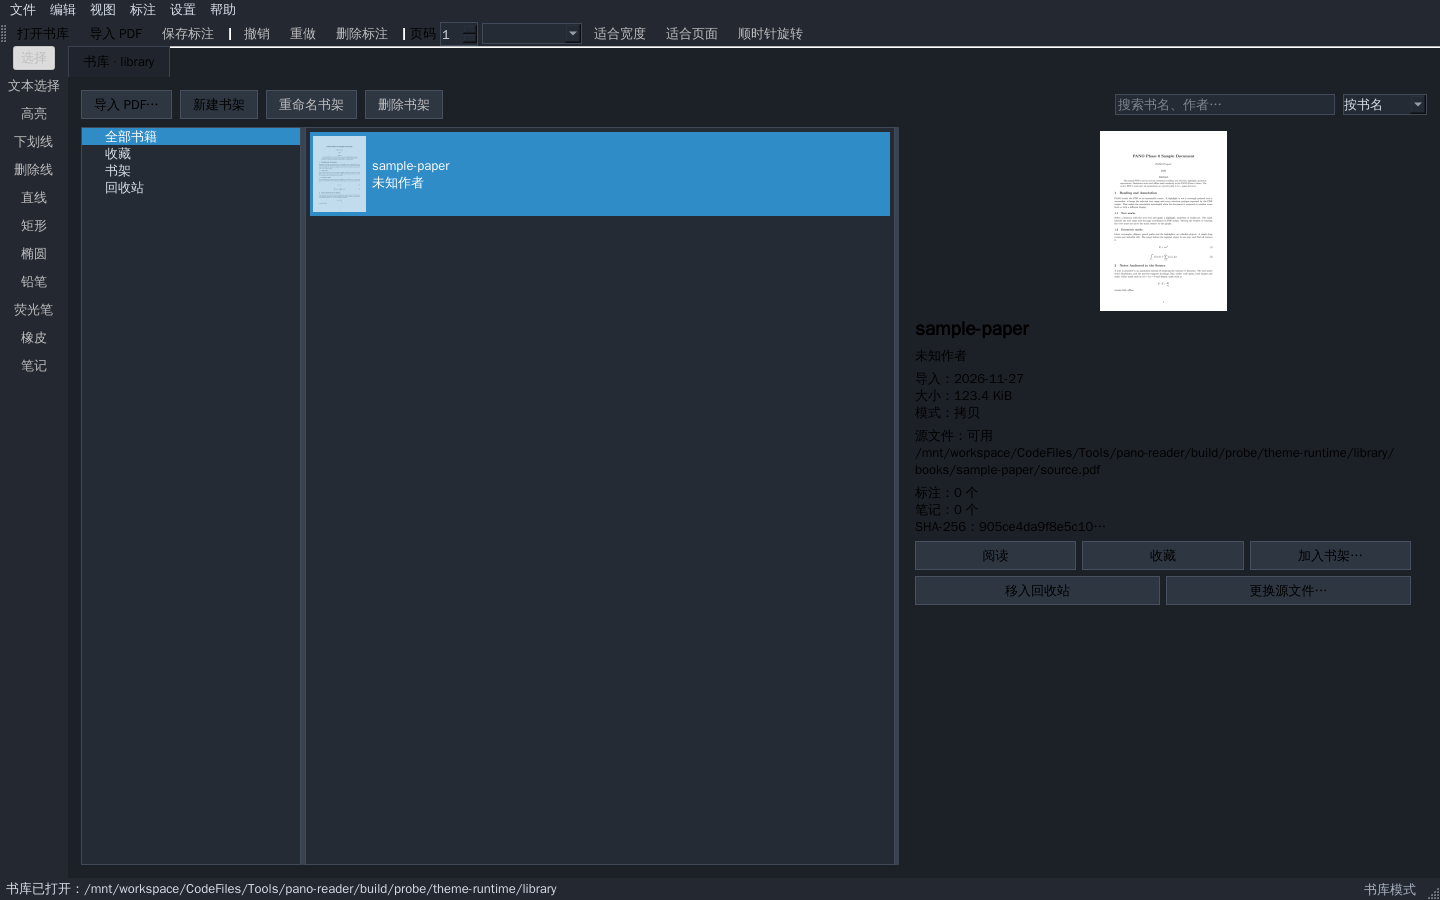 文件 编辑 视图 标注 设置 帮助
打开书库 导入 PDF 保存标注 撤销 重做 删除标注 页码 1 适合宽度 适合页面 顺时针旋转
选择
文本选择
高亮
下划线
删除线
直线
矩形
椭圆
铅笔
荧光笔
橡皮
笔记
书库 · library
导入 PDF… 新建书架 重命名书架 删除书架 搜索书名、作者… 按书名
全部书籍
收藏
书架
回收站
sample-paper
未知作者
PANO Phase 0 Sample Document
sample-paper
未知作者
导入：2026-11-27
大小：123.4 KiB
模式：拷贝
源文件：可用
/mnt/workspace/CodeFiles/Tools/pano-reader/build/probe/theme-runtime/library/
books/sample-paper/source.pdf
标注：0 个
笔记：0 个
SHA-256：905ce4da9f8e5c10…
阅读 收藏 加入书架…
移入回收站 更换源文件…
书库已打开：/mnt/workspace/CodeFiles/Tools/pano-reader/build/probe/theme-runtime/library 书库模式